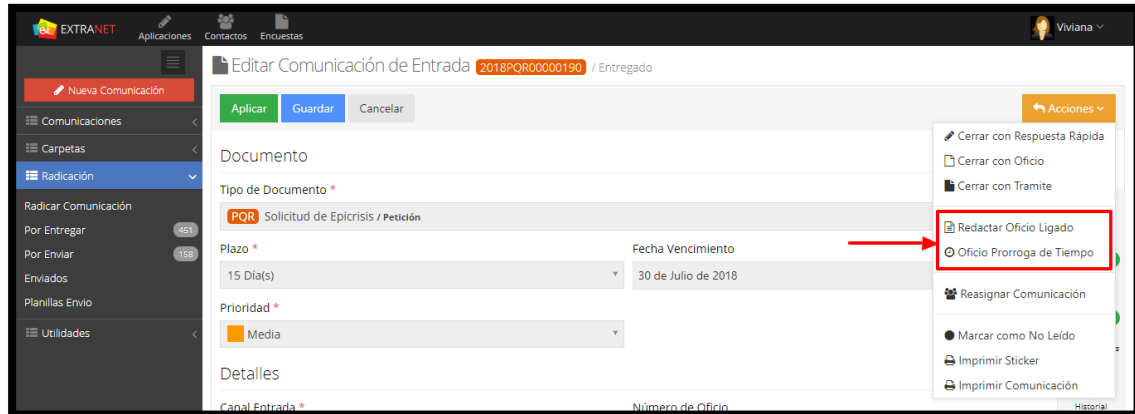 EXTRANET
Aplicaciones
Contactos
Encuestas
Viviana
Editar Comunicación de Entrada 2018PQR00000190 / Entregado
Nueva Comunicación
Comunicaciones
Carpetas
Radicación
Radicar Comunicación
Por Entregar 451
Por Enviar 158
Enviados
Planillas Envio
Utilidades
Aplicar Guardar Cancelar
Acciones
Cerrar con Respuesta Rápida
Cerrar con Oficio
Cerrar con Tramite
Redactar Oficio Ligado
Oficio Prorroga de Tiempo
Reasignar Comunicación
Marcar como No Leído
Imprimir Sticker
Imprimir Comunicación
Documento
Tipo de Documento *
PQR Solicitud de Epicrisis / Petición
Plazo *
15 Día(s)
Fecha Vencimiento
30 de Julio de 2018
Prioridad *
Media
Detalles
Canal Entrada *
Número de Oficio
Historial